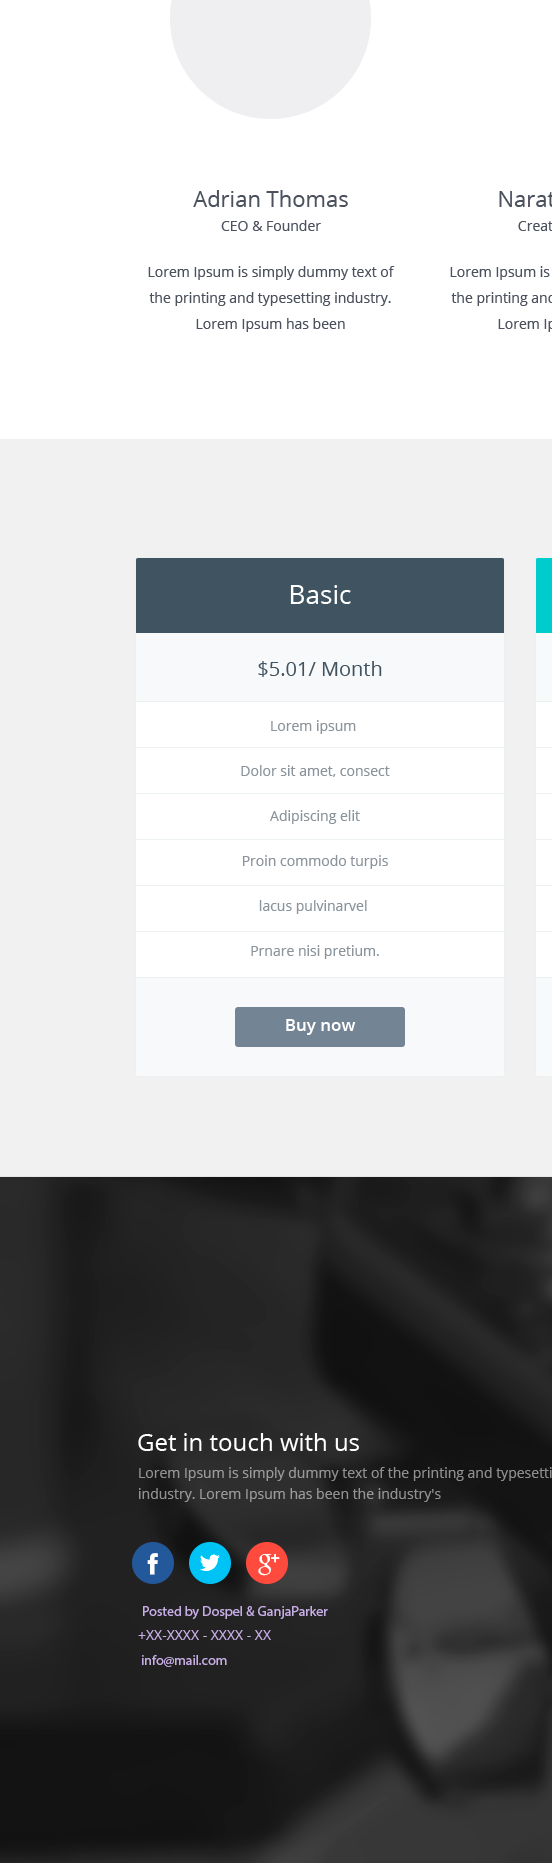 Adrian Thomas
CEO & Founder
Lorem Ipsum is simply dummy text of
the printing and typesetting industry.
Lorem Ipsum has been
Narat
Creat
Lorem Ipsum is
the printing and
Lorem Ip
Basic
$5.01/ Month
Lorem ipsum
Dolor sit amet, consect
Adipiscing elit
Proin commodo turpis
lacus pulvinarvel
Prnare nisi pretium.
Buy now
Get in touch with us
Lorem Ipsum is simply dummy text of the printing and typesetti
industry. Lorem Ipsum has been the industry's
Posted by Dospel & GanjaParker
+XX-XXXX - XXXX - XX
info@mail.com